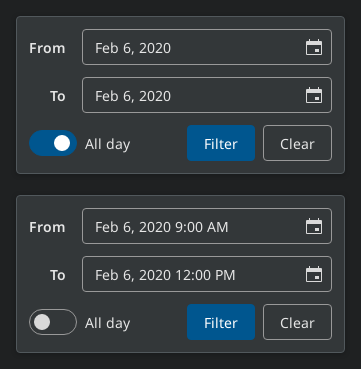 From Feb 6, 2020
To Feb 6, 2020
All day Filter Clear
From Feb 6, 2020 9:00 AM
To Feb 6, 2020 12:00 PM
All day Filter Clear